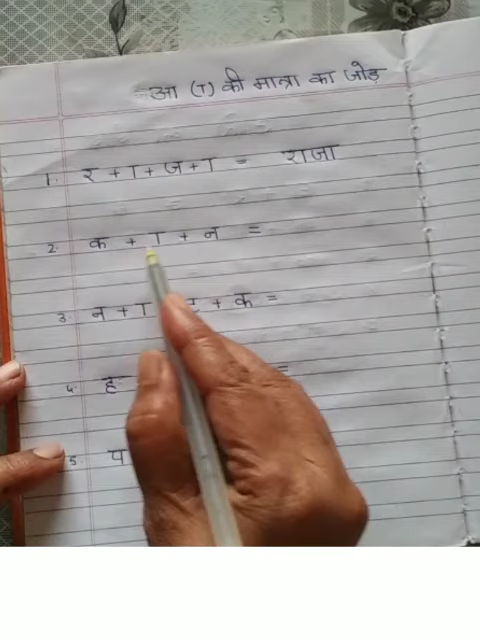 आ (ा) की मात्रा का जोड़
1. र + ा + ज + ा = राजा
2. क + ा + न =
3. न + ा + + क =
4. ह =
5. प